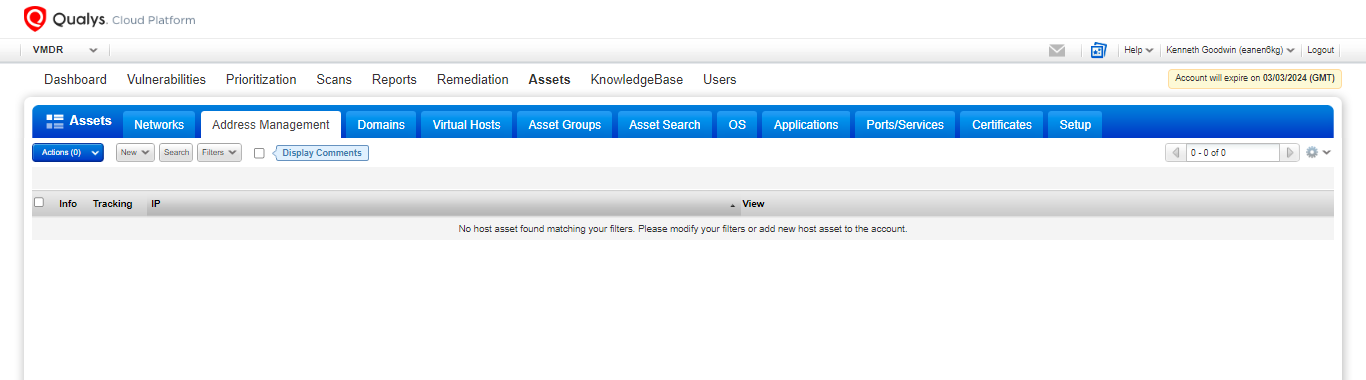 Qualys. Cloud Platform
VMDR Help Kenneth Goodwin (eanen6kg) Logout
Dashboard Vulnerabilities Prioritization Scans Reports Remediation Assets KnowledgeBase Users Account will expire on 03/03/2024 (GMT)
Assets Networks Address Management Domains Virtual Hosts Asset Groups Asset Search OS Applications Ports/Services Certificates Setup
Actions (0) New Search Filters Display Comments 0 - 0 of 0
Info Tracking IP View
No host asset found matching your filters. Please modify your filters or add new host asset to the account.